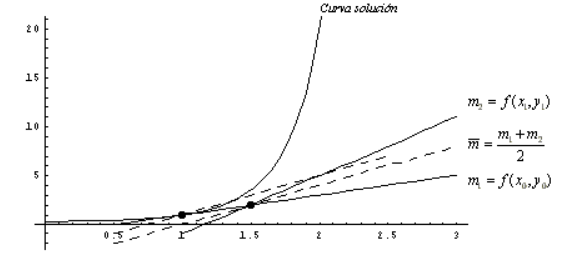 Curva solución
20
15
10
5
m₂ = f(x₁, y₁)
m̅ = (m₁ + m₂) / 2
m₁ = f(x₀, y₀)
0.5 1 1.5 2 2.5 3